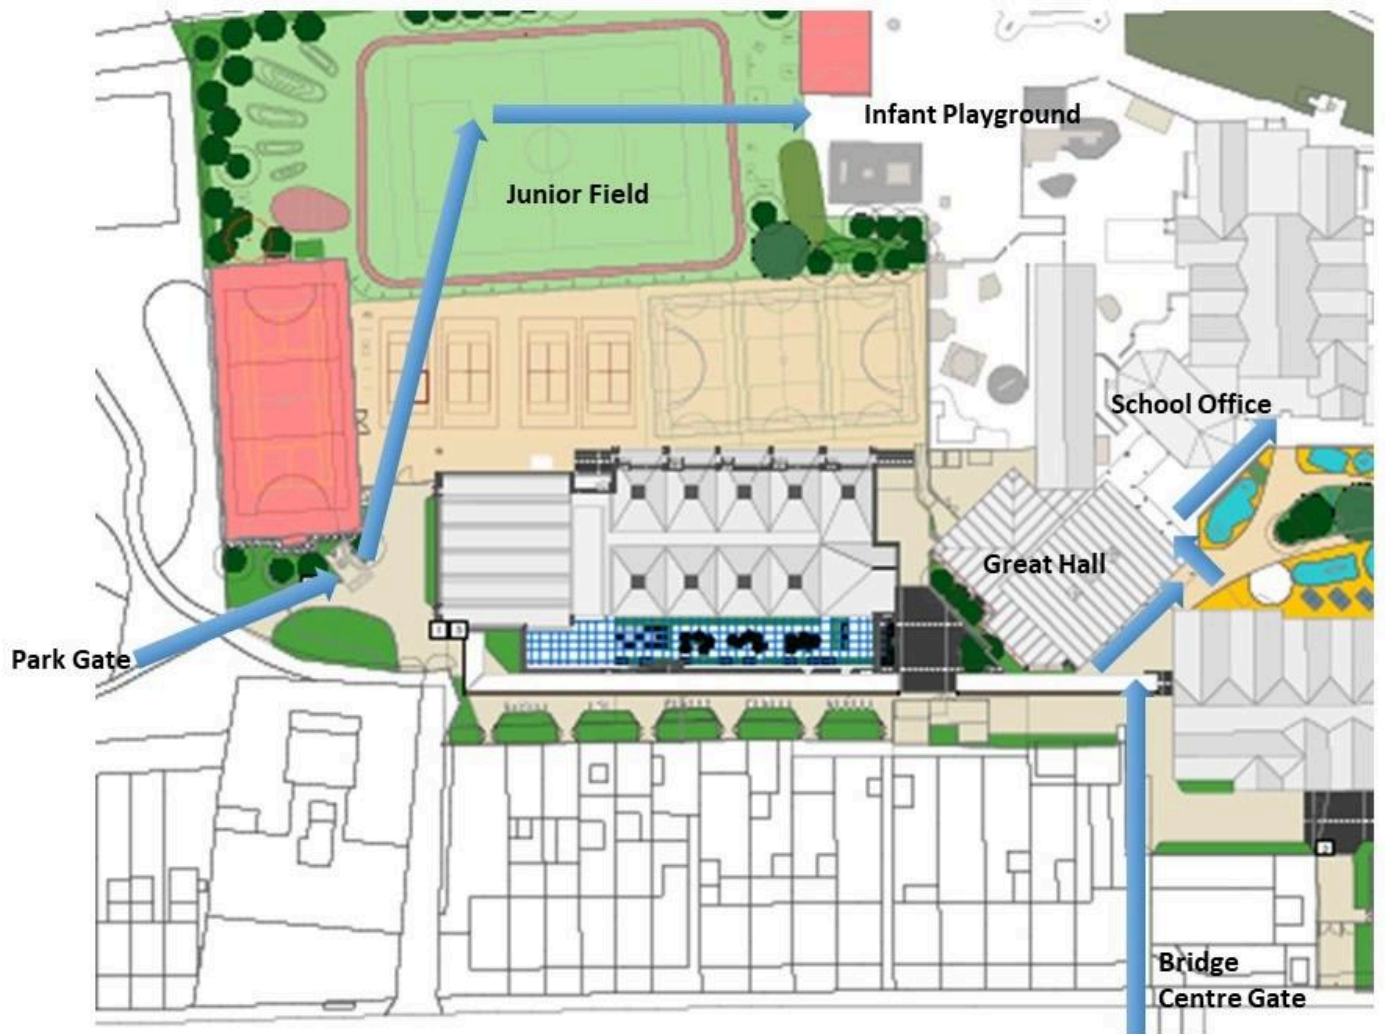 Infant Playground
Junior Field
School Office
Great Hall
Park Gate
Bridge
Centre Gate